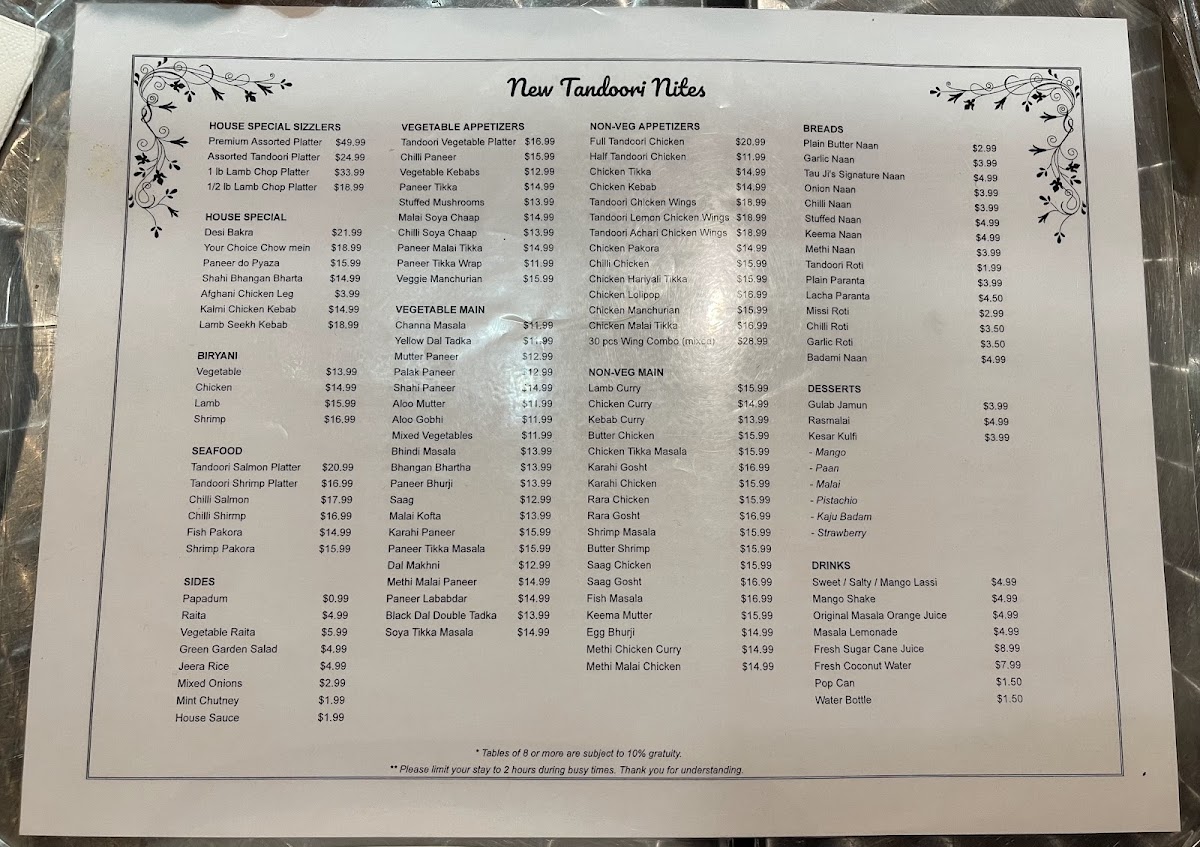 New Tandoori Nites
HOUSE SPECIAL SIZZLERS
Premium Assorted Platter $49.99
Assorted Tandoori Platter $24.99
1 lb Lamb Chop Platter $33.99
1/2 lb Lamb Chop Platter $18.99
HOUSE SPECIAL
Desi Bakra $21.99
Your Choice Chow mein $18.99
Paneer do Pyaza $15.99
Shahi Bhangan Bharta $14.99
Afghani Chicken Leg $3.99
Kalmi Chicken Kebab $14.99
Lamb Seekh Kebab $18.99
BIRYANI
Vegetable $13.99
Chicken $14.99
Lamb $15.99
Shrimp $16.99
SEAFOOD
Tandoori Salmon Platter $20.99
Tandoori Shrimp Platter $16.99
Chilli Salmon $17.99
Chilli Shirmp $16.99
Fish Pakora $14.99
Shrimp Pakora $15.99
SIDES
Papadum $0.99
Raita $4.99
Vegetable Raita $5.99
Green Garden Salad $4.99
Jeera Rice $4.99
Mixed Onions $2.99
Mint Chutney $1.99
House Sauce $1.99
VEGETABLE APPETIZERS
Tandoori Vegetable Platter $16.99
Chilli Paneer $15.99
Vegetable Kebabs $12.99
Paneer Tikka $14.99
Stuffed Mushrooms $13.99
Malai Soya Chaap $14.99
Chilli Soya Chaap $13.99
Paneer Malai Tikka $14.99
Paneer Tikka Wrap $11.99
Veggie Manchurian $15.99
VEGETABLE MAIN
Channa Masala $11.99
Yellow Dal Tadka $11.99
Mutter Paneer $12.99
Palak Paneer $12.99
Shahi Paneer $14.99
Aloo Mutter $11.99
Aloo Gobhi $11.99
Mixed Vegetables $11.99
Bhindi Masala $13.99
Bhangan Bhartha $13.99
Paneer Bhurji $13.99
Saag $12.99
Malai Kofta $13.99
Karahi Paneer $15.99
Paneer Tikka Masala $15.99
Dal Makhni $12.99
Methi Malai Paneer $14.99
Paneer Lababdar $14.99
Black Dal Double Tadka $13.99
Soya Tikka Masala $14.99
NON-VEG APPETIZERS
Full Tandoori Chicken $20.99
Half Tandoori Chicken $11.99
Chicken Tikka $14.99
Chicken Kebab $14.99
Tandoori Chicken Wings $18.99
Tandoori Lemon Chicken Wings $18.99
Tandoori Achari Chicken Wings $18.99
Chicken Pakora $14.99
Chilli Chicken $15.99
Chicken Hariyali Tikka $15.99
Chicken Lolipop $16.99
Chicken Manchurian $15.99
Chicken Malai Tikka $16.99
30 pcs Wing Combo (mixed) $28.99
NON-VEG MAIN
Lamb Curry $15.99
Chicken Curry $14.99
Kebab Curry $13.99
Butter Chicken $15.99
Chicken Tikka Masala $15.99
Karahi Gosht $16.99
Karahi Chicken $15.99
Rara Chicken $15.99
Rara Gosht $16.99
Shrimp Masala $15.99
Butter Shrimp $15.99
Saag Chicken $15.99
Saag Gosht $16.99
Fish Masala $16.99
Keema Mutter $15.99
Egg Bhurji $14.99
Methi Chicken Curry $14.99
Methi Malai Chicken $14.99
BREADS
Plain Butter Naan $2.99
Garlic Naan $3.99
Tau Ji's Signature Naan $4.99
Onion Naan $3.99
Chilli Naan $3.99
Stuffed Naan $4.99
Keema Naan $4.99
Methi Naan $3.99
Tandoori Roti $1.99
Plain Paranta $3.99
Lacha Paranta $4.50
Missi Roti $2.99
Chilli Roti $3.50
Garlic Roti $3.50
Badami Naan $4.99
DESSERTS
Gulab Jamun $3.99
Rasmalai $4.99
Kesar Kulfi $3.99
- Mango
- Paan
- Malai
- Pistachio
- Kaju Badam
- Strawberry
DRINKS
Sweet / Salty / Mango Lassi $4.99
Mango Shake $4.99
Original Masala Orange Juice $4.99
Masala Lemonade $4.99
Fresh Sugar Cane Juice $8.99
Fresh Coconut Water $7.99
Pop Can $1.50
Water Bottle $1.50
* Tables of 8 or more are subject to 10% gratuity.
** Please limit your stay to 2 hours during busy times. Thank you for understanding.